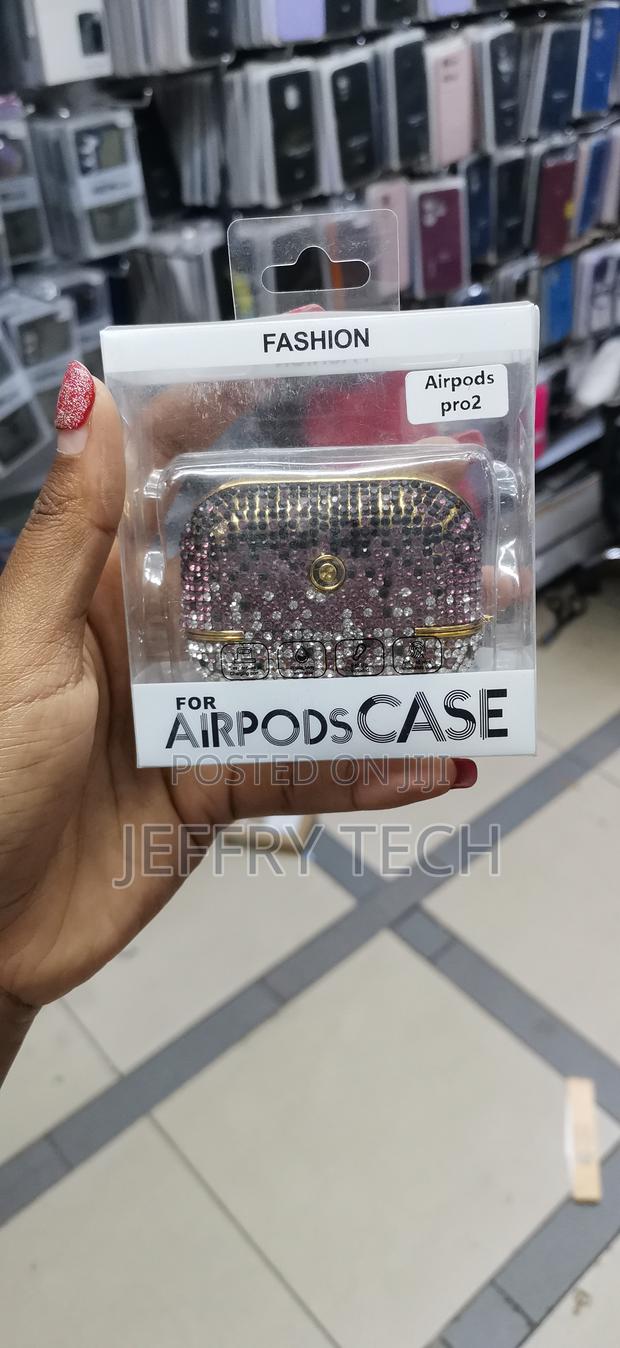 FASHION
Airpods
pro2
FOR
AIRPODS CASE
POSTED ON JIJI
JEFFRY TECH